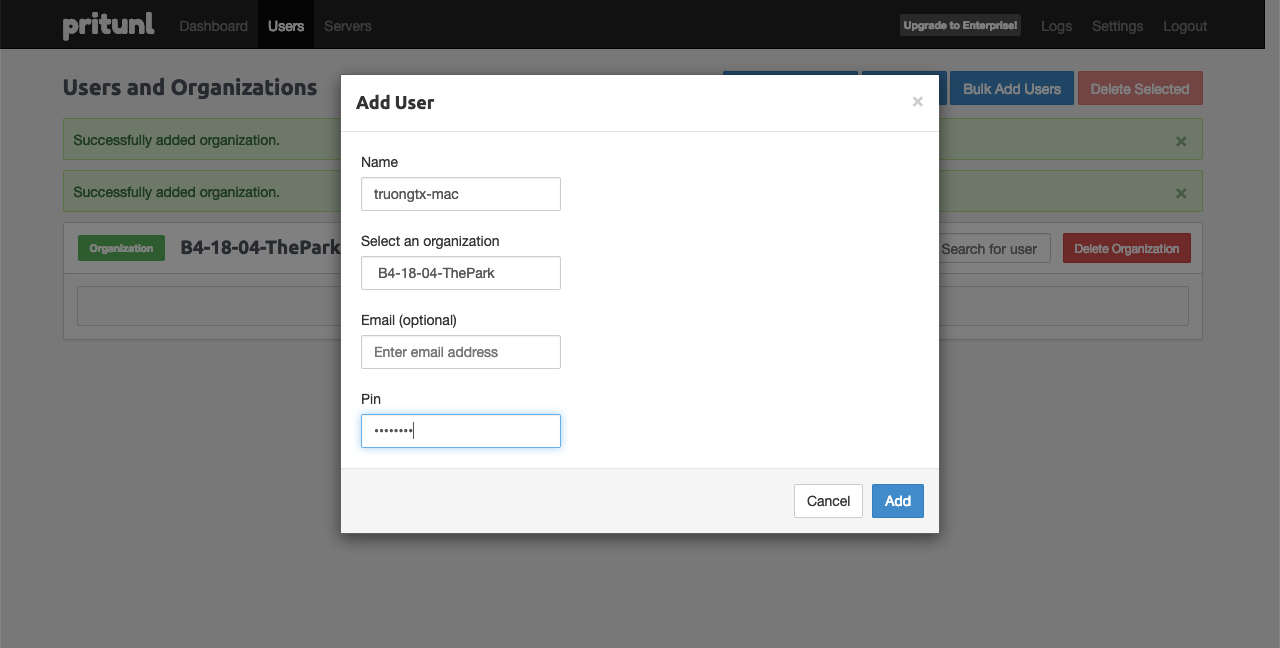 pritunl Dashboard Users Servers Upgrade to Enterprise! Logs Settings Logout
Users and Organizations Bulk Add Users Delete Selected
Add User ×
Successfully added organization. ×
Successfully added organization. ×
Organization B4-18-04-ThePark Search for user Delete Organization
Name
truongtx-mac
Select an organization
B4-18-04-ThePark
Email (optional)
Enter email address
Pin
••••••••
Cancel Add